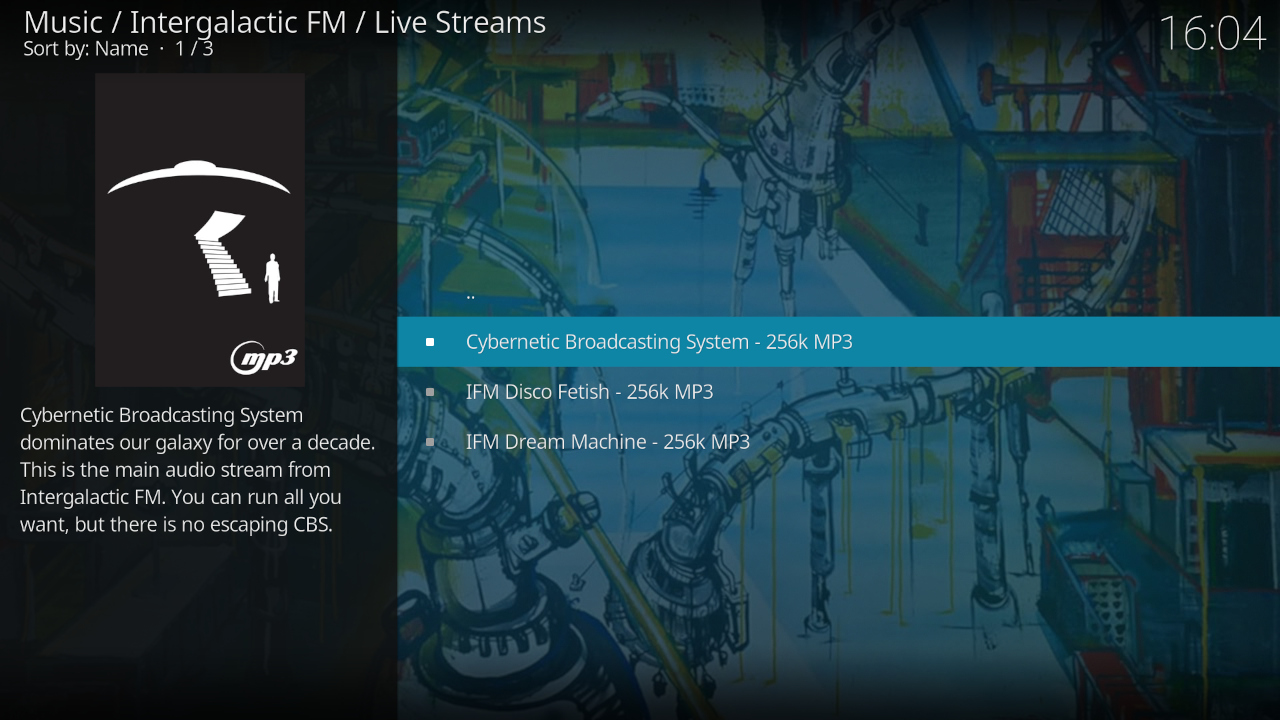 Music / Intergalactic FM / Live Streams
Sort by: Name · 1 / 3
16:04
mp3
Cybernetic Broadcasting System
dominates our galaxy for over a decade.
This is the main audio stream from
Intergalactic FM. You can run all you
want, but there is no escaping CBS.
..
Cybernetic Broadcasting System - 256k MP3
IFM Disco Fetish - 256k MP3
IFM Dream Machine - 256k MP3